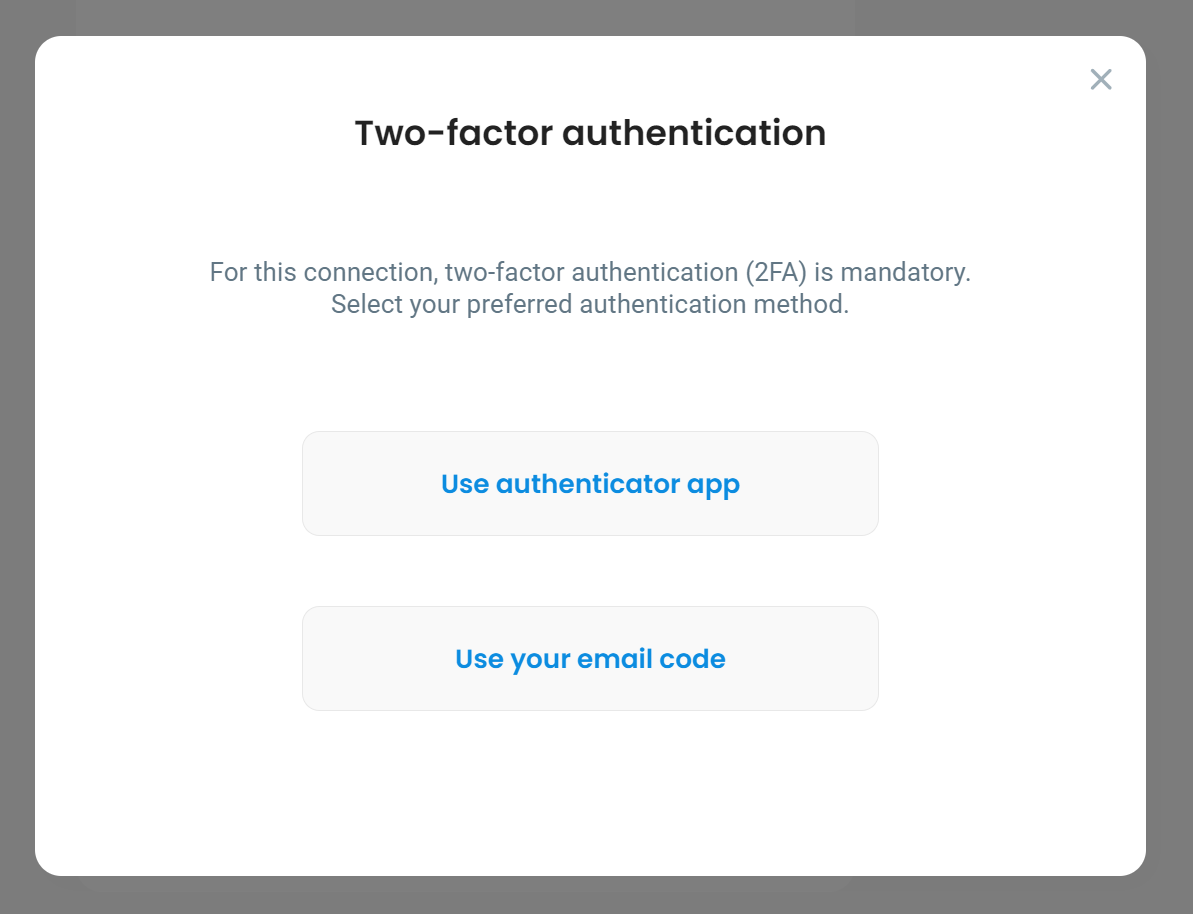 Two-factor authentication
For this connection, two-factor authentication (2FA) is mandatory.
Select your preferred authentication method.
Use authenticator app
Use your email code